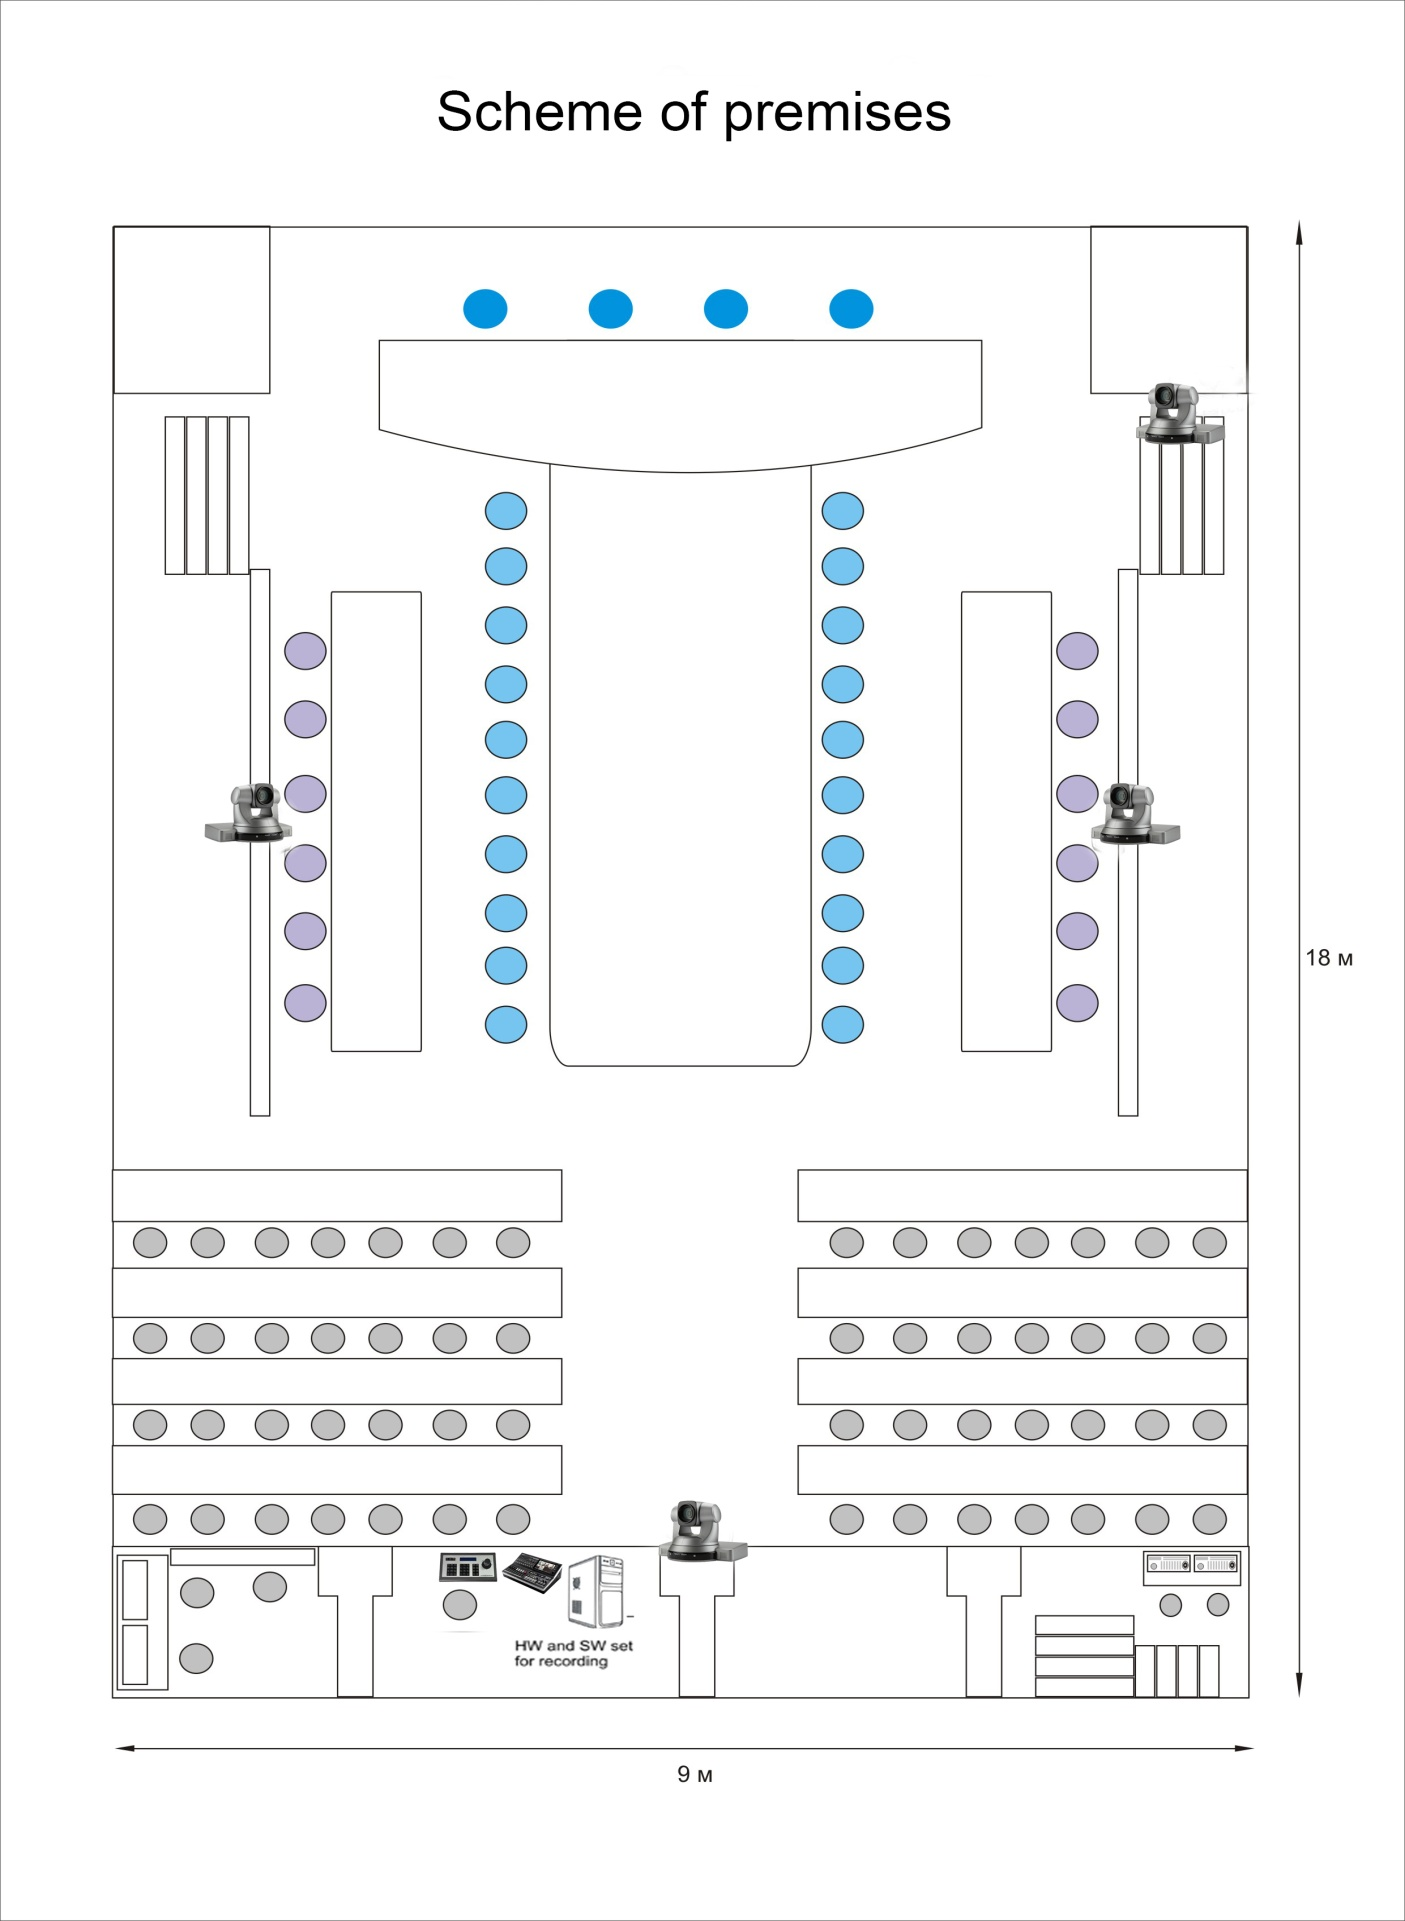 Scheme of premises
18 м
HW and SW set
for recording
9 м